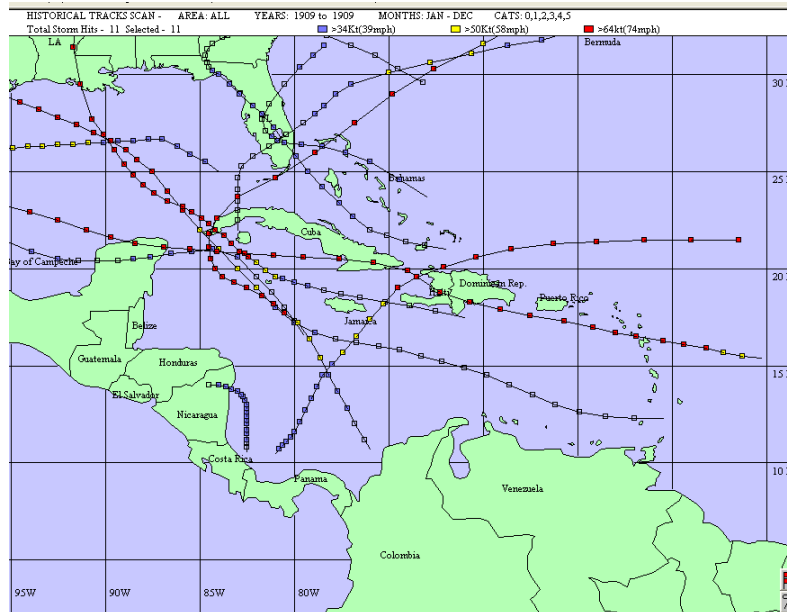 HISTORICAL TRACKS SCAN - AREA: ALL YEARS: 1909 to 1909 MONTHS: JAN - DEC CATS: 0,1,2,3,4,5
Total Storm Hits - 11 Selected - 11 >34Kt(39mph) >50Kt(58mph) >64kt(74mph)
LA
Bermuda
30
FL
25
Bahamas
Cuba
Bay of Campeche
20
Haiti
Dominican Rep.
Puerto Rico
Jamaica
Belize
Guatemala
Honduras
15
El Salvador
Nicaragua
Costa Rica
10
Panama
Venezuela
Colombia
95W
90W
85W
80W